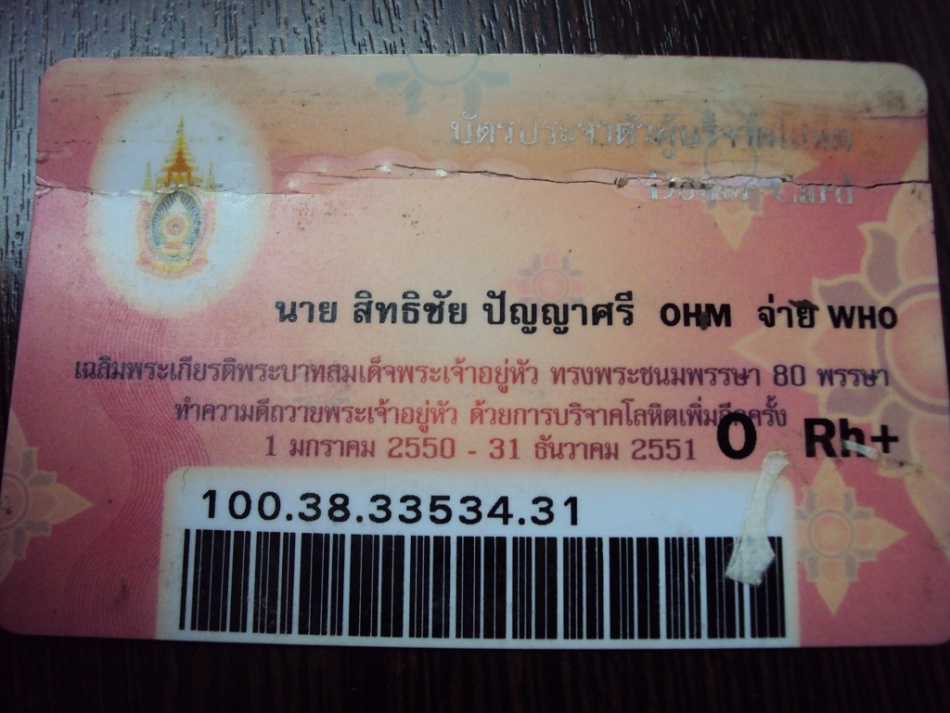 บัตรประจำตัวผู้บริจาคโลหิต
Donor Card
นาย สิทธิชัย ปัญญาศรี OHM จ่าย WHO
เฉลิมพระเกียรติพระบาทสมเด็จพระเจ้าอยู่หัว ทรงพระชนมพรรษา 80 พรรษา
ทำความดีถวายพระเจ้าอยู่หัว ด้วยการบริจาคโลหิตเพิ่มอีกครั้ง
1 มกราคม 2550 - 31 ธันวาคม 2551
O Rh+
100.38.33534.31